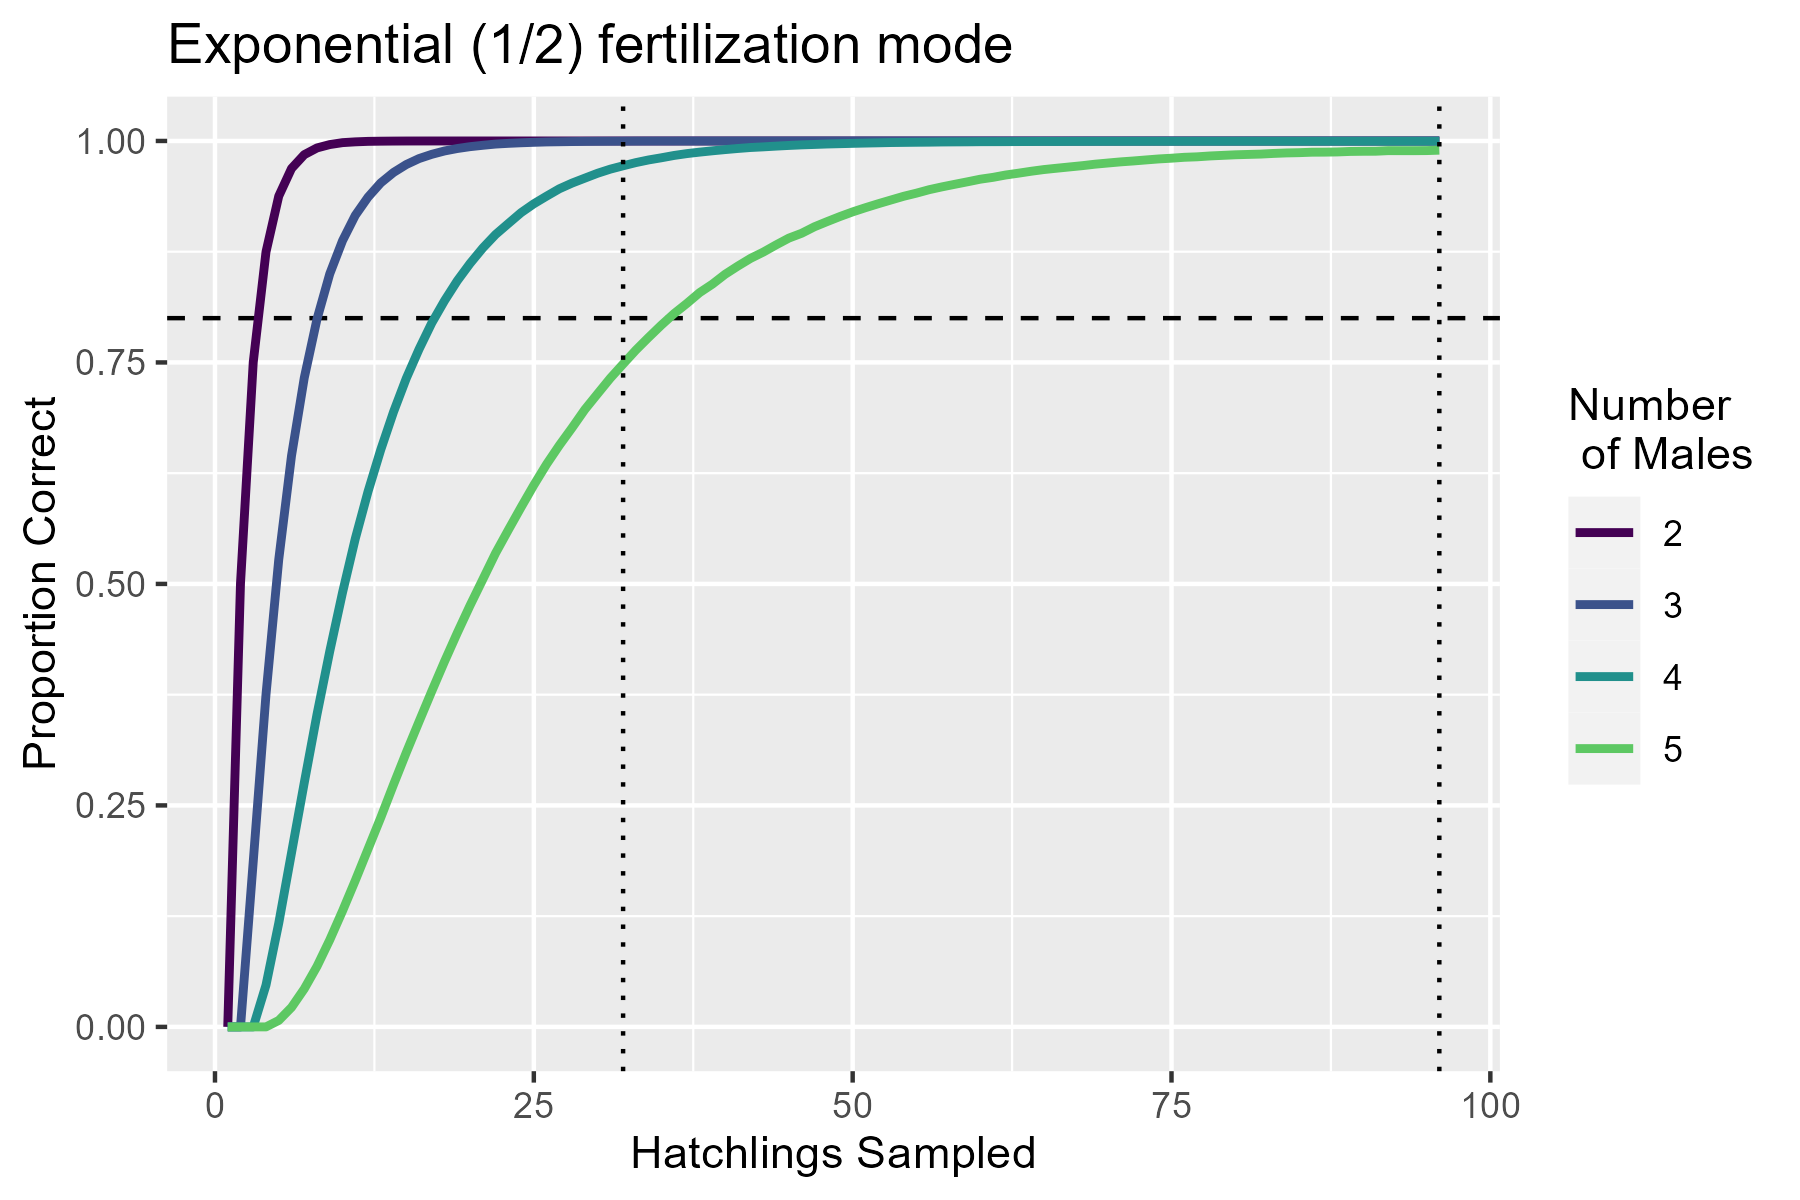 Exponential (1/2) fertilization mode
1.00
0.75
0.50
0.25
0.00
Proportion Correct
0 25 50 75 100
Hatchlings Sampled
Number
of Males
2
3
4
5